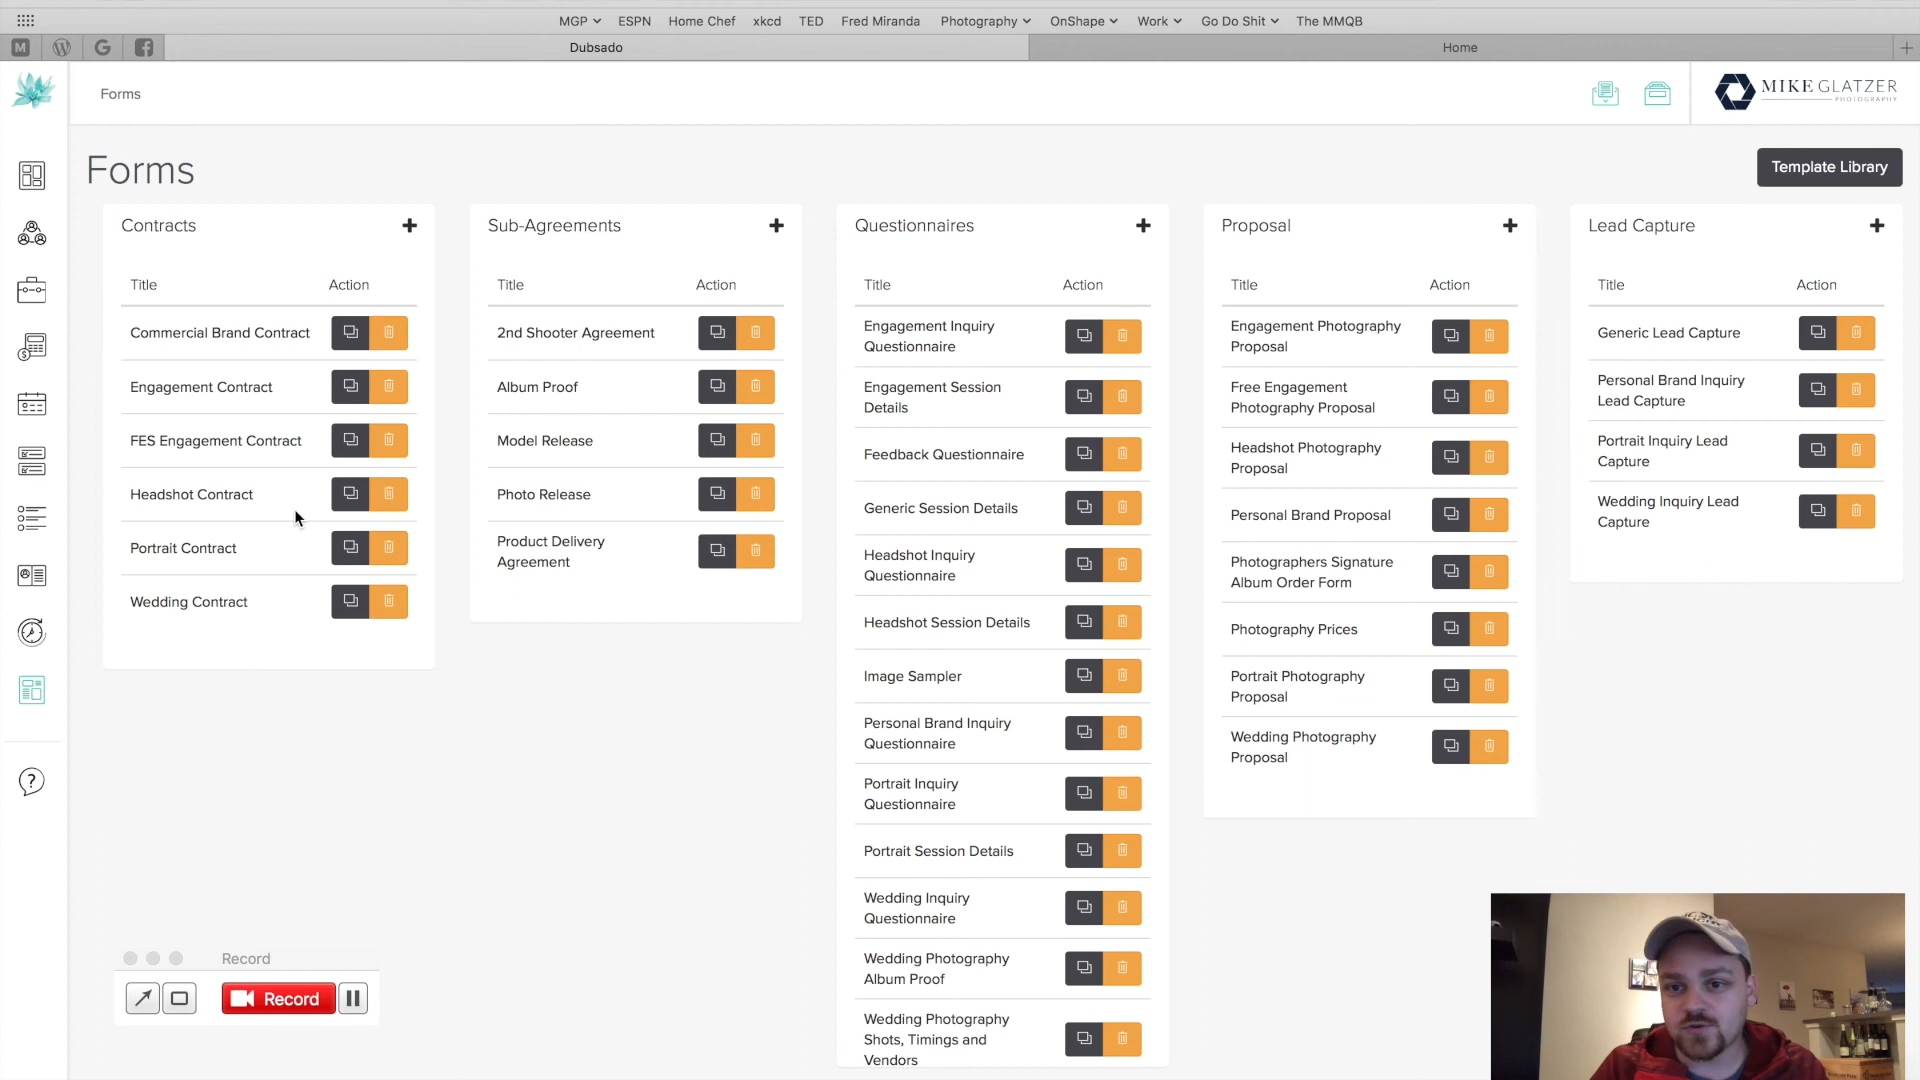 MGP ESPN Home Chef xkcd TED Fred Miranda Photography OnShape Work Go Do Shit The MMQB
M W G f Dubsado Home +
Forms
MIKE GLATZER
PHOTOGRAPHY
Forms
Template Library
Contracts +
Title Action
Commercial Brand Contract
Engagement Contract
FES Engagement Contract
Headshot Contract
Portrait Contract
Wedding Contract
Sub-Agreements +
Title Action
2nd Shooter Agreement
Album Proof
Model Release
Photo Release
Product Delivery
Agreement
Questionnaires +
Title Action
Engagement Inquiry
Questionnaire
Engagement Session
Details
Feedback Questionnaire
Generic Session Details
Headshot Inquiry
Questionnaire
Headshot Session Details
Image Sampler
Personal Brand Inquiry
Questionnaire
Portrait Inquiry
Questionnaire
Portrait Session Details
Wedding Inquiry
Questionnaire
Wedding Photography
Album Proof
Wedding Photography
Shots, Timings and
Vendors
Proposal +
Title Action
Engagement Photography
Proposal
Free Engagement
Photography Proposal
Headshot Photography
Proposal
Personal Brand Proposal
Photographers Signature
Album Order Form
Photography Prices
Portrait Photography
Proposal
Wedding Photography
Proposal
Lead Capture +
Title Action
Generic Lead Capture
Personal Brand Inquiry
Lead Capture
Portrait Inquiry Lead
Capture
Wedding Inquiry Lead
Capture
?
Record
Record